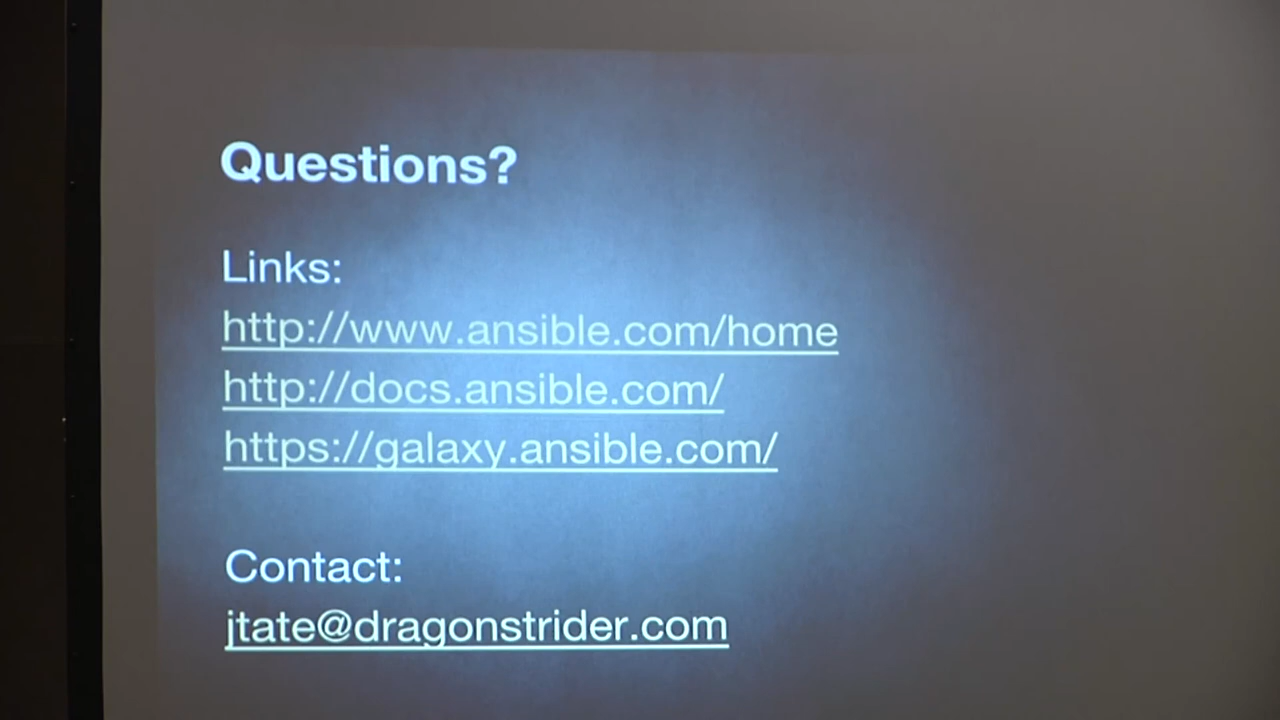 Questions?
Links:
http://www.ansible.com/home
http://docs.ansible.com/
https://galaxy.ansible.com/
Contact:
jtate@dragonstrider.com